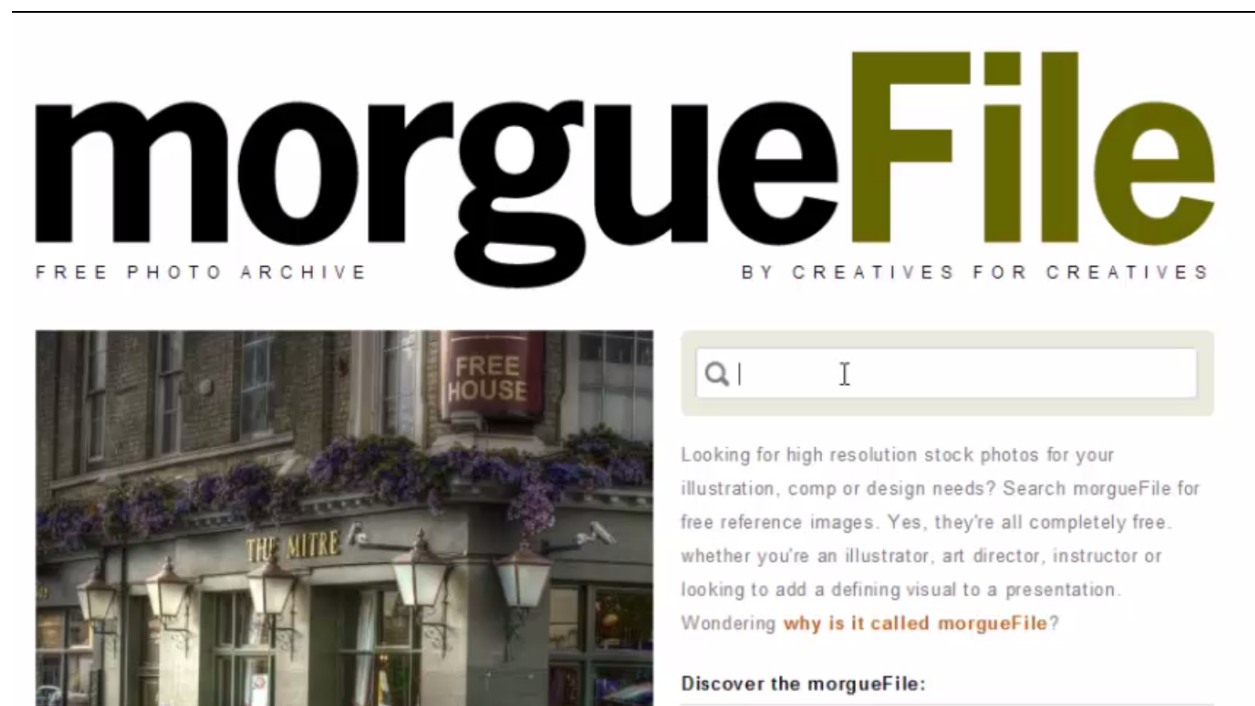 morgueFile
FREE PHOTO ARCHIVE
BY CREATIVES FOR CREATIVES
FREE
HOUSE
THE MITRE
Looking for high resolution stock photos for your
illustration, comp or design needs? Search morgueFile for
free reference images. Yes, they're all completely free.
whether you're an illustrator, art director, instructor or
looking to add a defining visual to a presentation.
Wondering why is it called morgueFile?
Discover the morgueFile: